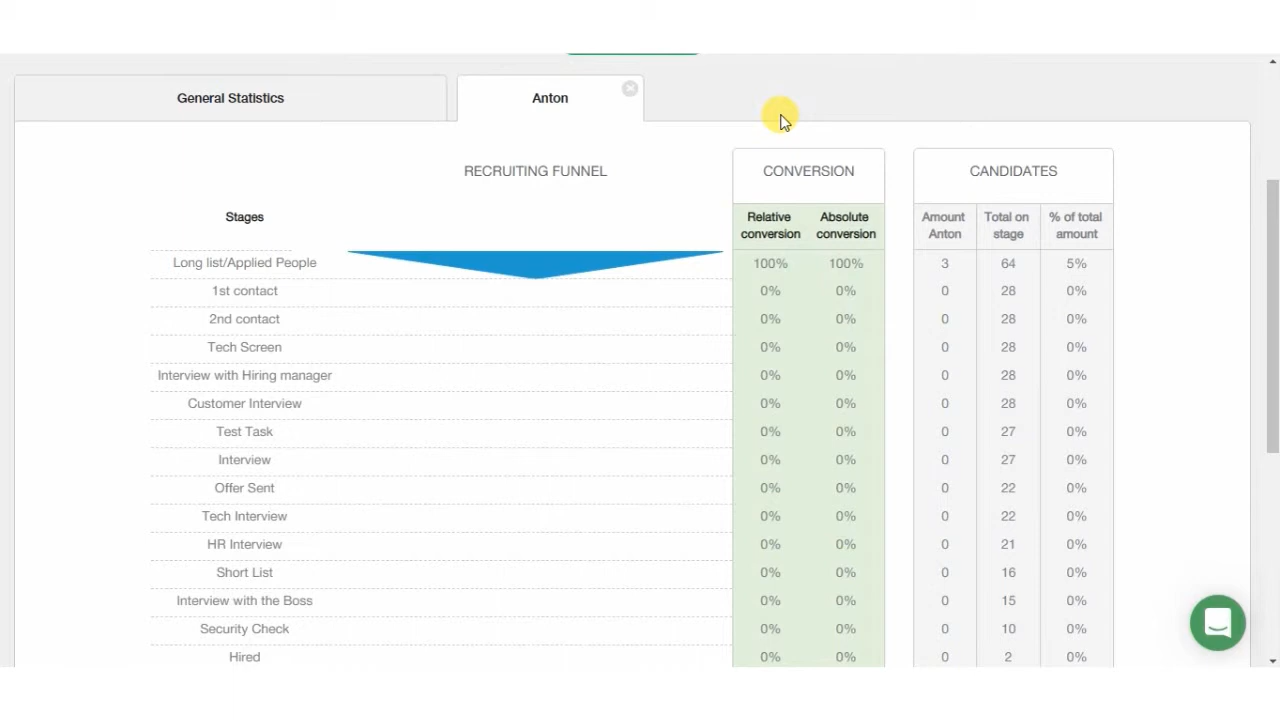 General Statistics
Anton
RECRUITING FUNNEL
CONVERSION
CANDIDATES
Stages
Relative conversion
Absolute conversion
Amount Anton
Total on stage
% of total amount
Long list/Applied People 100% 100% 3 64 5%
1st contact 0% 0% 0 28 0%
2nd contact 0% 0% 0 28 0%
Tech Screen 0% 0% 0 28 0%
Interview with Hiring manager 0% 0% 0 28 0%
Customer Interview 0% 0% 0 28 0%
Test Task 0% 0% 0 27 0%
Interview 0% 0% 0 27 0%
Offer Sent 0% 0% 0 22 0%
Tech Interview 0% 0% 0 22 0%
HR Interview 0% 0% 0 21 0%
Short List 0% 0% 0 16 0%
Interview with the Boss 0% 0% 0 15 0%
Security Check 0% 0% 0 10 0%
Hired 0% 0% 0 2 0%